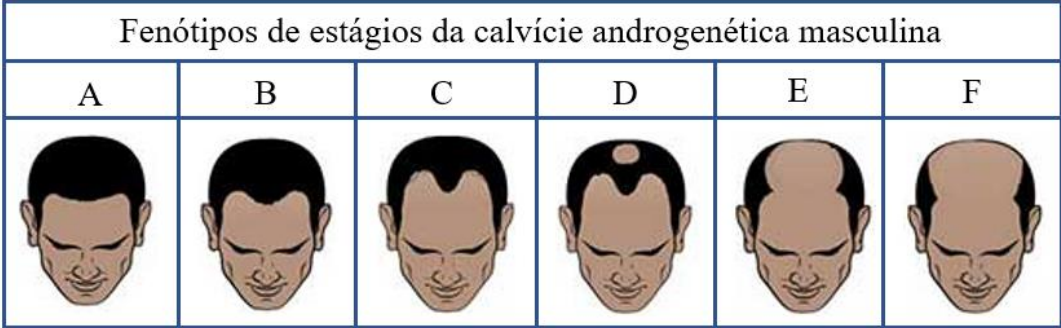 Fenótipos de estágios da calvície androgenética masculina
A B C D E F